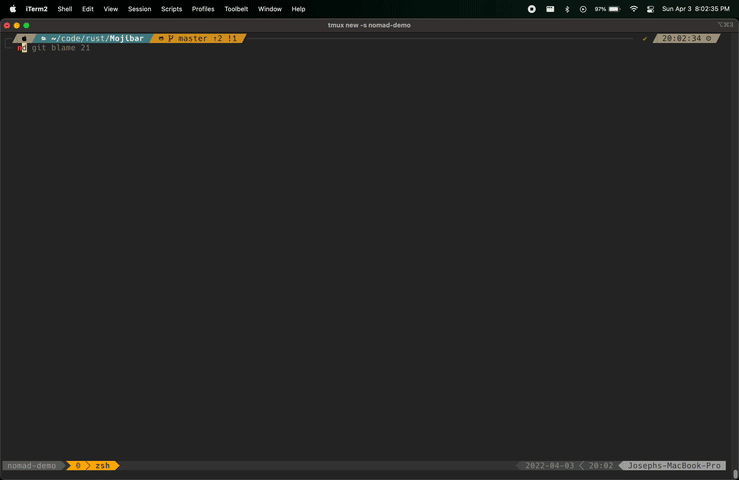 iTerm2 Shell Edit View Session Scripts Profiles Toolbelt Window Help 97% Sun Apr 3 8:02:35 PM
tmux new -s nomad-demo ⌥⌘3
~/code/rust/Mojibar master ↑2 !1 ✓ 20:02:34
nd git blame 21
nomad-demo 0 zsh 2022-04-03 20:02 Josephs-MacBook-Pro